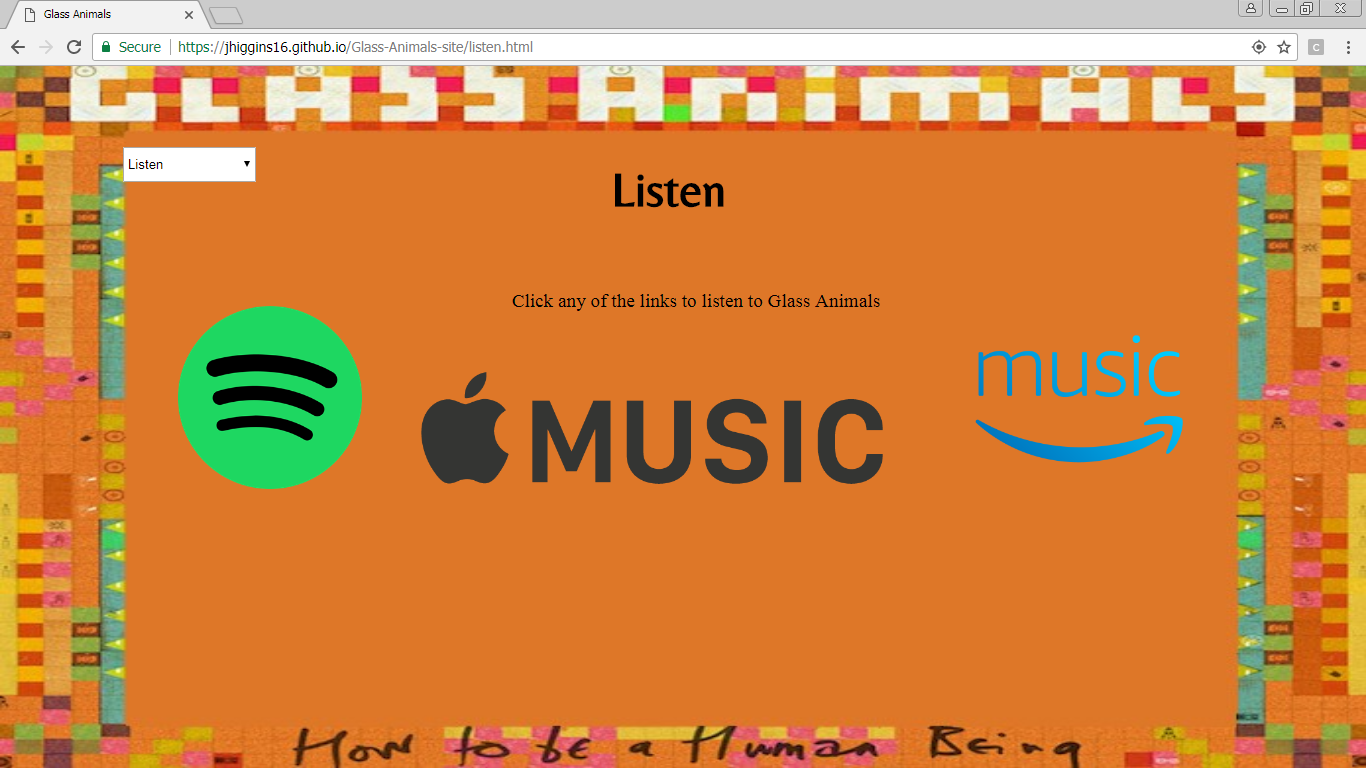 Glass Animals
Secure https://jhiggins16.github.io/Glass-Animals-site/listen.html
C
GLASS ANIMALS
Listen
Listen
Click any of the links to listen to Glass Animals
MUSIC
music
How to be a Human Being